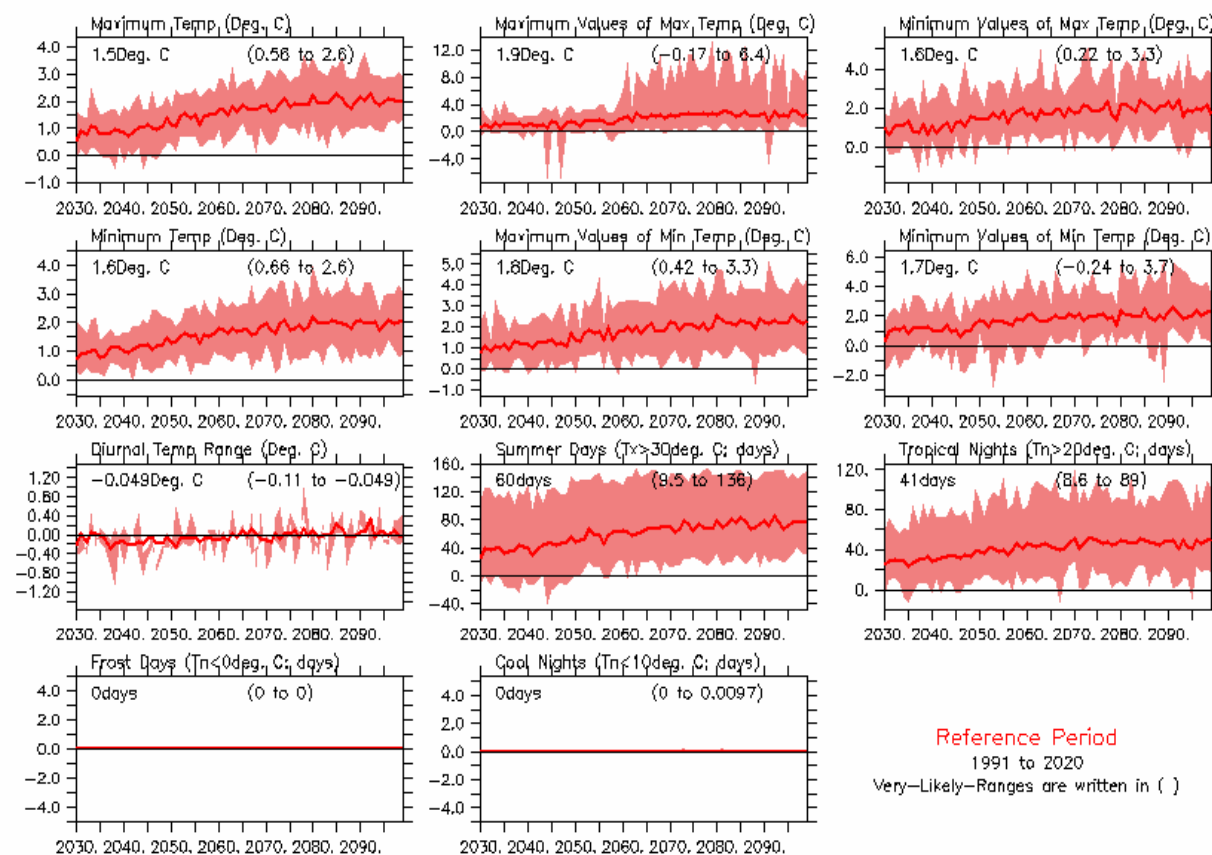 Maximum Temp (Deg. C)
1.5Deg. C (0.56 to 2.6)
4.0
3.0
2.0
1.0
0.0
-1.0
2030. 2040. 2050. 2060. 2070. 2080. 2090.
Maximum Values of Max Temp (Deg. C)
1.9Deg. C (-0.17 to 6.4)
12.0
8.0
4.0
0.0
-4.0
2030. 2040. 2050. 2060. 2070. 2080. 2090.
Minimum Values of Max Temp (Deg. C)
1.6Deg. C (0.22 to 3.3)
4.0
2.0
0.0
2030. 2040. 2050. 2060. 2070. 2080. 2090.
Minimum Temp (Deg. C)
1.6Deg. C (0.66 to 2.6)
4.0
3.0
2.0
1.0
0.0
2030. 2040. 2050. 2060. 2070. 2080. 2090.
Maximum Values of Min Temp (Deg. C)
1.8Deg. C (0.42 to 3.3)
5.0
4.0
3.0
2.0
1.0
0.0
-1.0
2030. 2040. 2050. 2060. 2070. 2080. 2090.
Minimum Values of Min Temp (Deg. C)
1.7Deg. C (-0.24 to 3.7)
6.0
4.0
2.0
0.0
-2.0
2030. 2040. 2050. 2060. 2070. 2080. 2090.
Diurnal Temp Range (Deg. C)
-0.049Deg. C (-0.11 to -0.049)
1.20
0.80
0.40
0.00
-0.40
-0.80
-1.20
2030. 2040. 2050. 2060. 2070. 2080. 2090.
Summer Days (Tx>30deg. C; days)
60days (9.5 to 136)
160.
120.
80.
40.
0.
-40.
2030. 2040. 2050. 2060. 2070. 2080. 2090.
Tropical Nights (Tn>20deg. C; days)
41days (8.6 to 89)
120.
80.
40.
0.
2030. 2040. 2050. 2060. 2070. 2080. 2090.
Frost Days (Tn<0deg. C; days)
0days (0 to 0)
4.0
2.0
0.0
-2.0
-4.0
2030. 2040. 2050. 2060. 2070. 2080. 2090.
Cool Nights (Tn<10deg. C; days)
0days (0 to 0.0097)
4.0
2.0
0.0
-2.0
-4.0
2030. 2040. 2050. 2060. 2070. 2080. 2090.
Reference Period
1991 to 2020
Very-Likely-Ranges are written in ( )